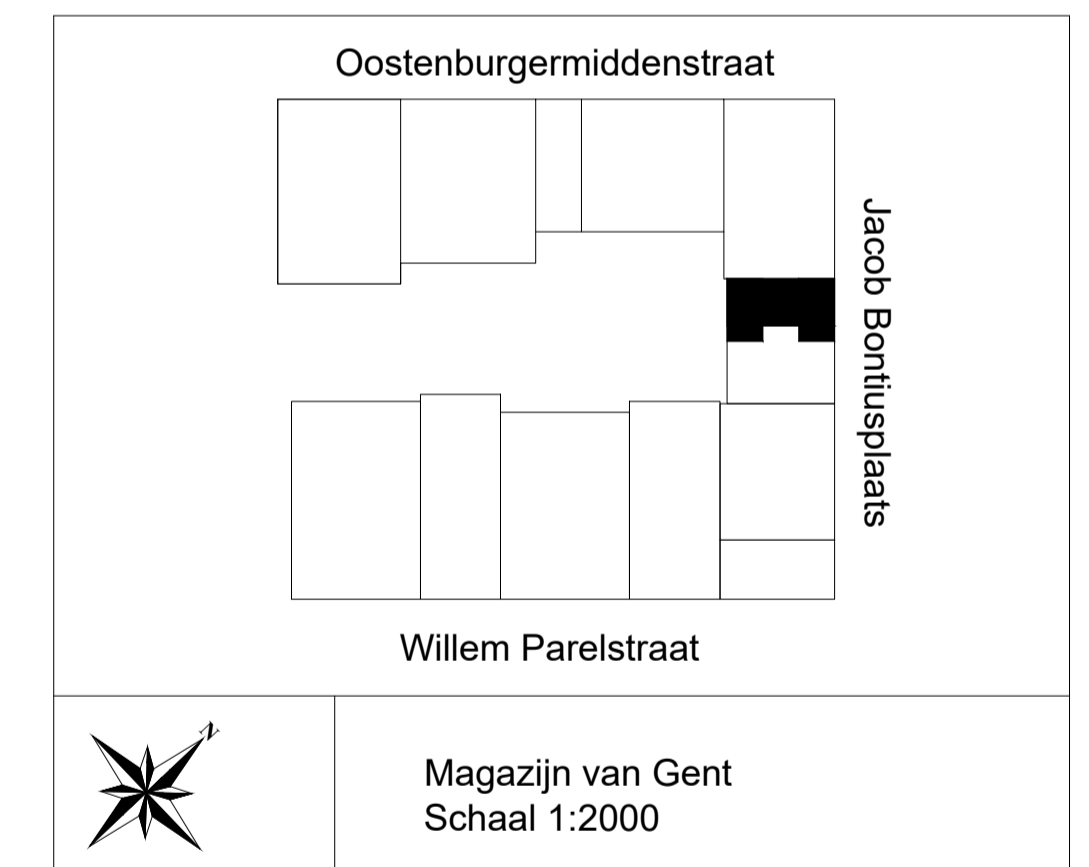 Oostenburgermiddenstraat
Jacob Bontiusplaats
Willem Parelstraat
N
Magazijn van Gent
Schaal 1:2000